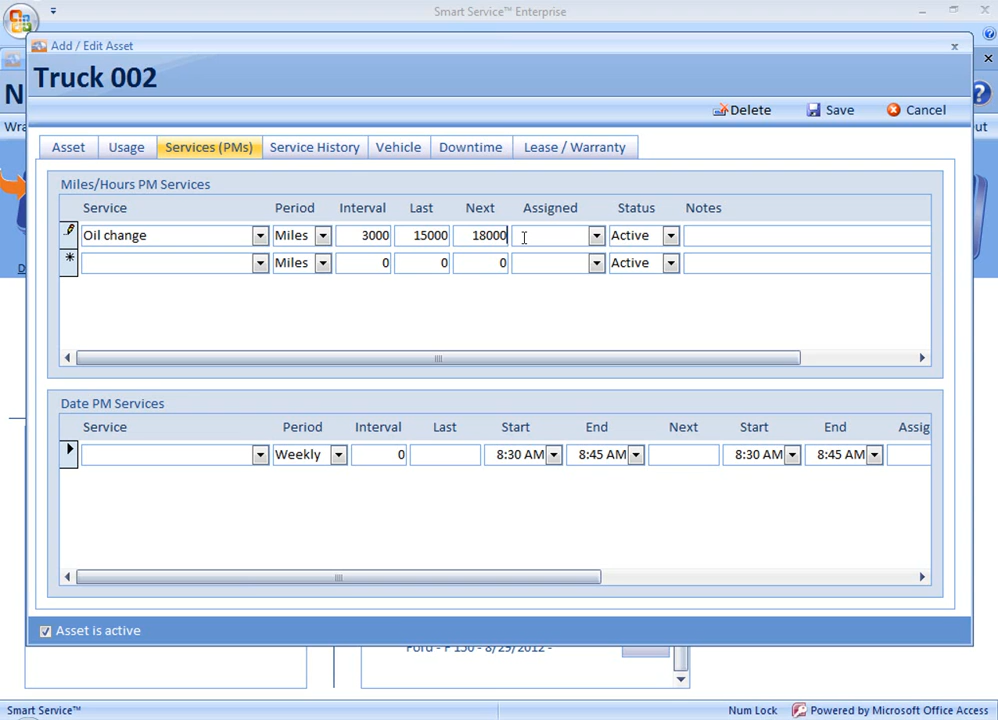 Smart Service™ Enterprise
Add / Edit Asset
Truck 002
Delete Save Cancel
Asset Usage Services (PMs) Service History Vehicle Downtime Lease / Warranty
Miles/Hours PM Services
Service Period Interval Last Next Assigned Status Notes
Oil change Miles 3000 15000 18000 Active
Miles 0 0 0 Active
Date PM Services
Service Period Interval Last Start End Next Start End Assig
Weekly 0 8:30 AM 8:45 AM 8:30 AM 8:45 AM
Asset is active
Ford - F 150 - 8/29/2012 -
Smart Service™ Num Lock Powered by Microsoft Office Access